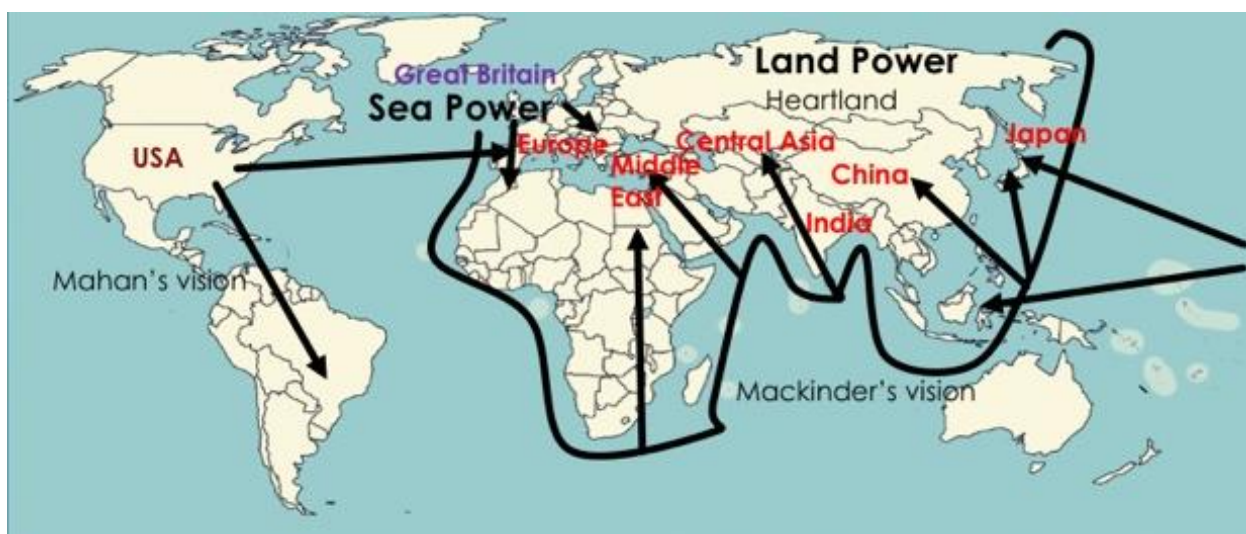 Land Power
Great Britain
Heartland
Sea Power
USA
Europe
Central Asia
Japan
Middle
East
China
India
Mahan's vision
Mackinder's vision